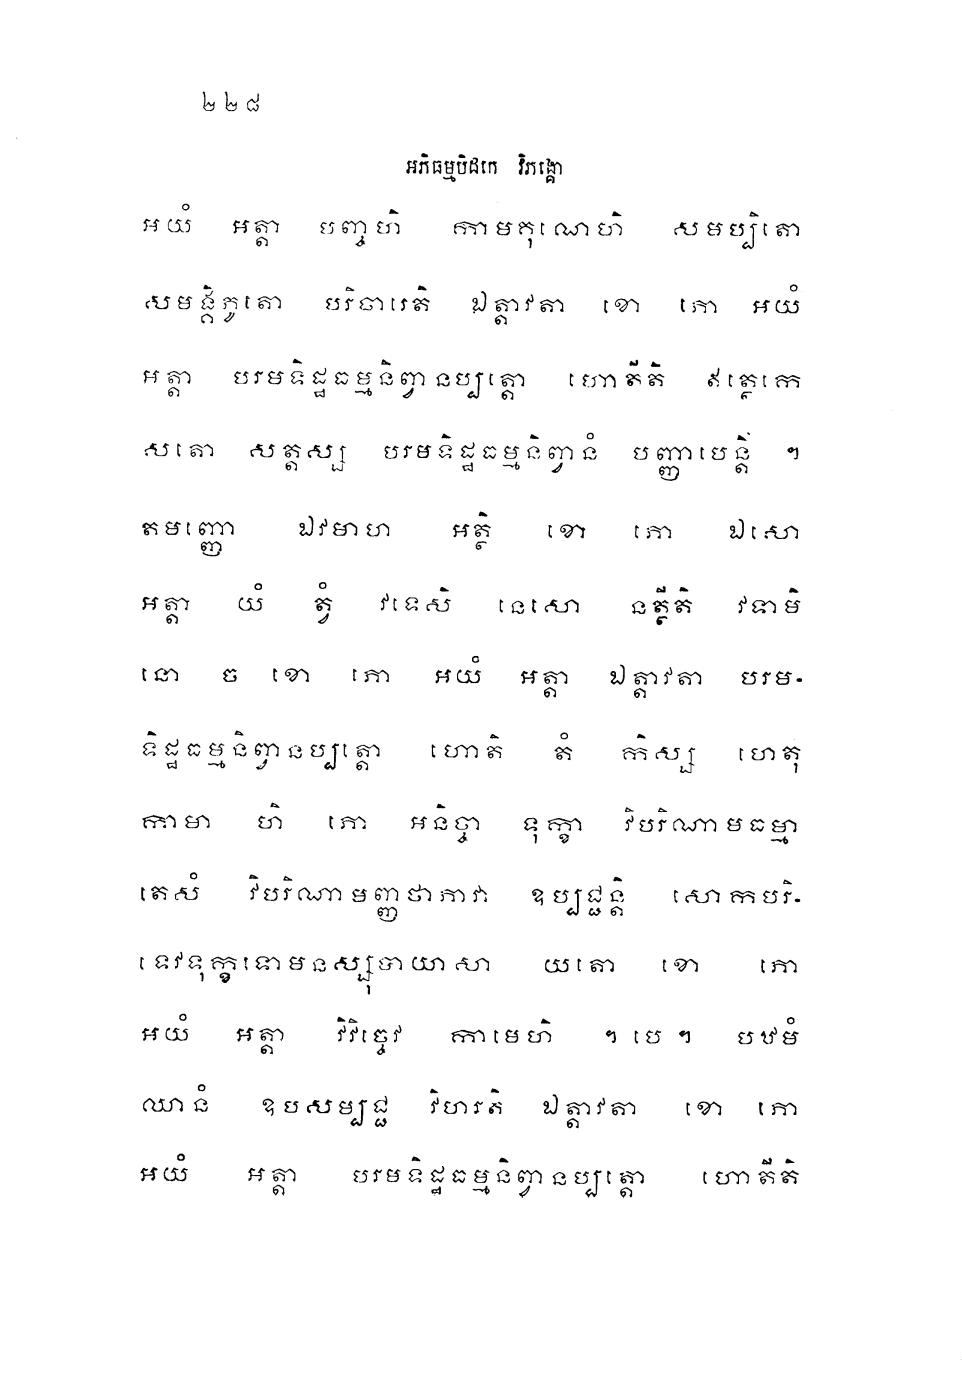 ២២៨
អភិធម្មបិដកេ វិភង្គោ
អយំ អត្តា បញ្ចហិ កាមគុណេហិ សមប្បិតោ
សមង្គិភូតោ បរិចារេតិ ឯត្តាវតា ខោ ភោ អយំ
អត្តា បរមទិដ្ឋធម្មនិព្វានប្បត្តោ ហោតីតិ ឥត្ថេកេ
សតោ សត្តស្ស បរមទិដ្ឋធម្មនិព្វានំ បញ្ញាបេន្តិ ។
តមញ្ញោ ឯវមាហ អត្ថិ ខោ ភោ ឯសោ
អត្តា យំ ត្វំ វទេសិ នេសោ នត្ថីតិ វទាមិ
នោ ច ខោ ភោ អយំ អត្តា ឯត្តាវតា បរម-
ទិដ្ឋធម្មនិព្វានប្បត្តោ ហោតិ តំ កិស្ស ហេតុ
កាមា ហិ ភោ អនិច្ចា ទុក្ខា វិបរិណាមធម្មា
តេសំ វិបរិណាមញ្ញថាភាវា ឧប្បជ្ជន្តិ សោកបរិ-
ទេវទុក្ខទោមនស្សុបាយាសា យតោ ខោ ភោ
អយំ អត្តា វិវិច្ចេវ កាមេហិ ។ បេ ។ បឋមំ
ឈានំ ឧបសម្បជ្ជ វិហរតិ ឯត្តាវតា ខោ ភោ
អយំ អត្តា បរមទិដ្ឋធម្មនិព្វានប្បត្តោ ហោតីតិ